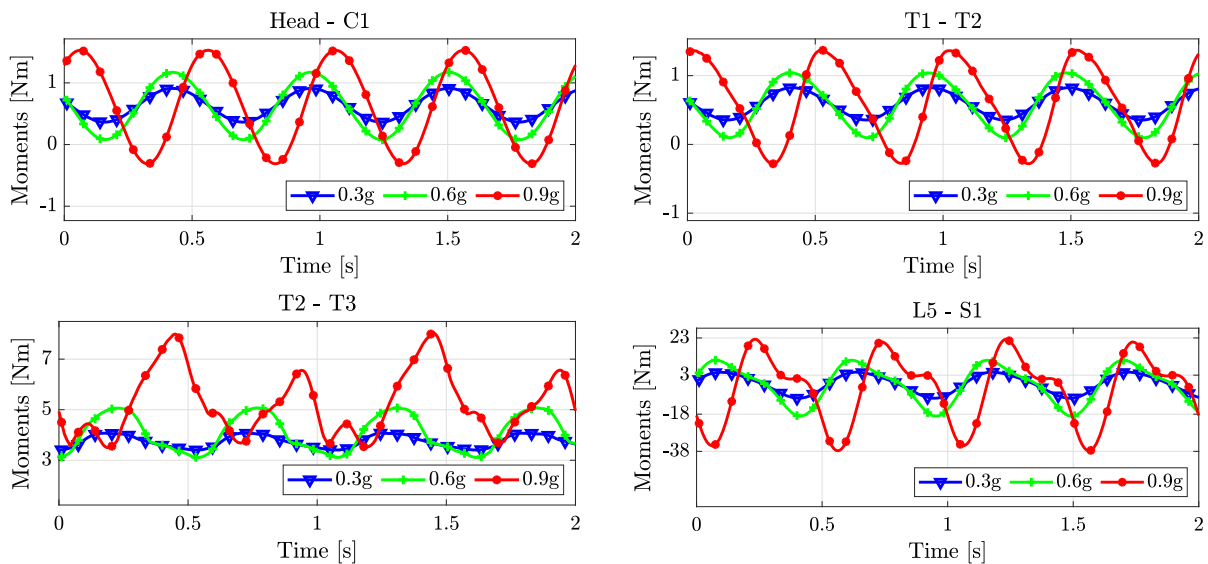 Head - C1
Moments [Nm]
1
0
-1
0.3g 0.6g 0.9g
0 0.5 1 1.5 2
Time [s]
T1 - T2
Moments [Nm]
1
0
-1
0.3g 0.6g 0.9g
0 0.5 1 1.5 2
Time [s]
T2 - T3
Moments [Nm]
7
5
3
0.3g 0.6g 0.9g
0 0.5 1 1.5 2
Time [s]
L5 - S1
Moments [Nm]
23
3
-18
-38
0.3g 0.6g 0.9g
0 0.5 1 1.5 2
Time [s]